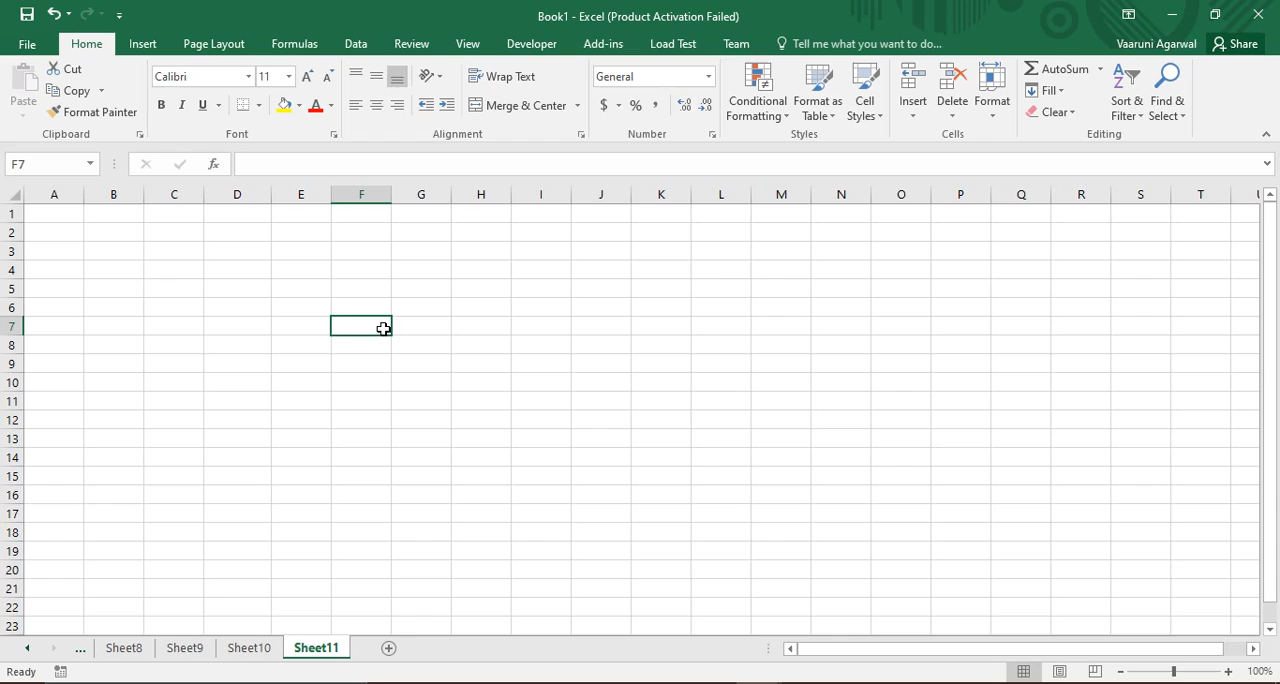 Book1 - Excel (Product Activation Failed)
File Home Insert Page Layout Formulas Data Review View Developer Add-ins Load Test Team Tell me what you want to do... Vaaruni Agarwal Share
Paste
Cut
Copy
Format Painter
Clipboard
Calibri 11
B I U
Font
Wrap Text
Merge & Center
Alignment
General
$ % ,
Number
Conditional Formatting
Format as Table
Cell Styles
Styles
Insert
Delete
Format
Cells
AutoSum
Fill
Clear
Sort & Filter
Find & Select
Editing
F7
fx
A B C D E F G H I J K L M N O P Q R S T U
1
2
3
4
5
6
7
8
9
10
11
12
13
14
15
16
17
18
19
20
21
22
23
... Sheet8 Sheet9 Sheet10 Sheet11
Ready
100%